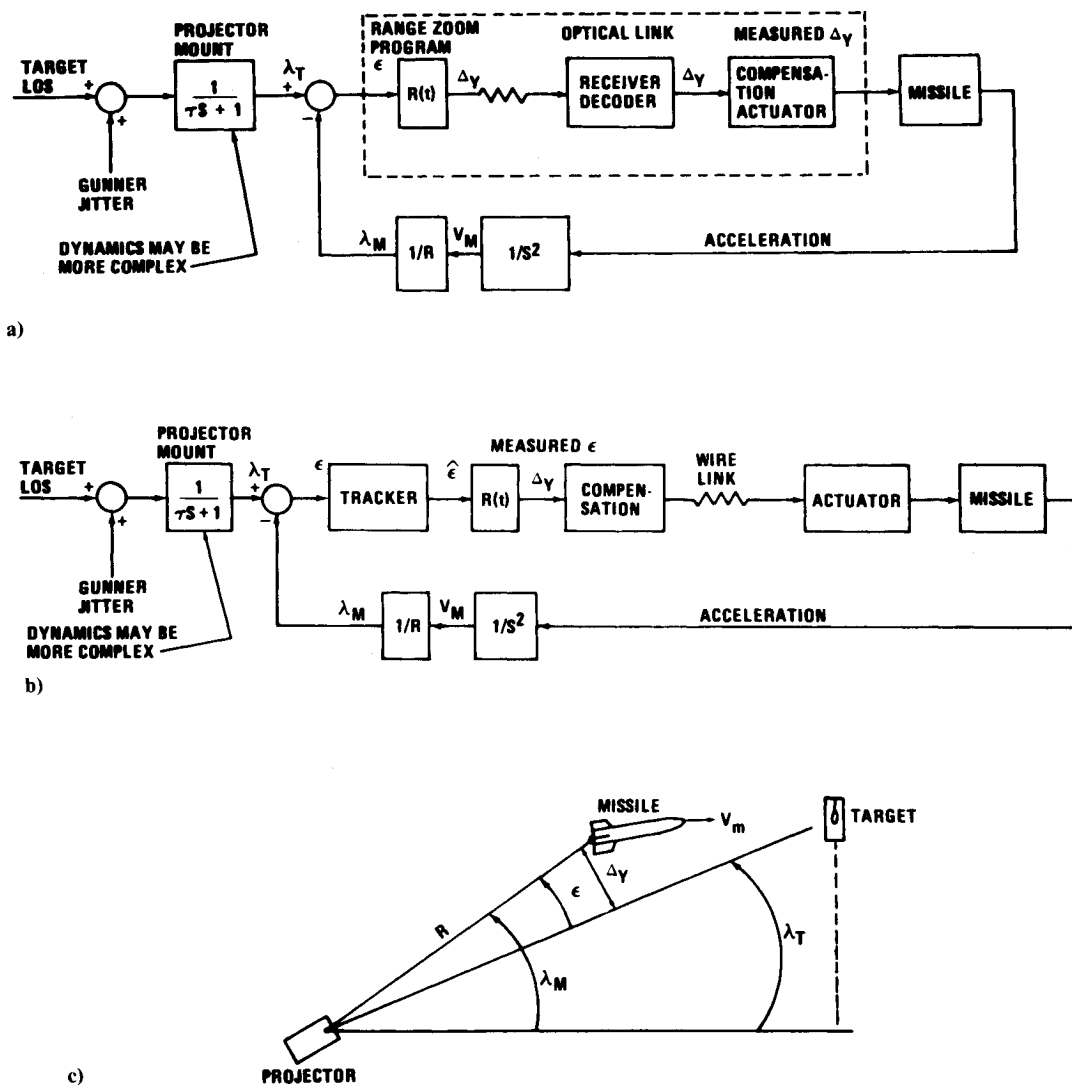 PROJECTOR
MOUNT
RANGE ZOOM
PROGRAM
OPTICAL LINK
MEASURED Δγ
TARGET
LOS
+
+
1
τS + 1
λT
+
-
ϵ
R(t)
Δγ
RECEIVER
DECODER
Δγ
COMPENSA-
TION
ACTUATOR
MISSILE
GUNNER
JITTER
DYNAMICS MAY BE
MORE COMPLEX
λM
1/R
VM
1/S²
ACCELERATION
a)
PROJECTOR
MOUNT
MEASURED ϵ
TARGET
LOS
+
+
1
τS + 1
λT
+
-
ϵ
TRACKER
ϵ̂
R(t)
Δγ
COMPEN-
SATION
WIRE
LINK
ACTUATOR
MISSILE
GUNNER
JITTER
DYNAMICS MAY BE
MORE COMPLEX
λM
1/R
VM
1/S²
ACCELERATION
b)
MISSILE
Vm
TARGET
Δγ
ϵ
R
λM
λT
PROJECTOR
c)